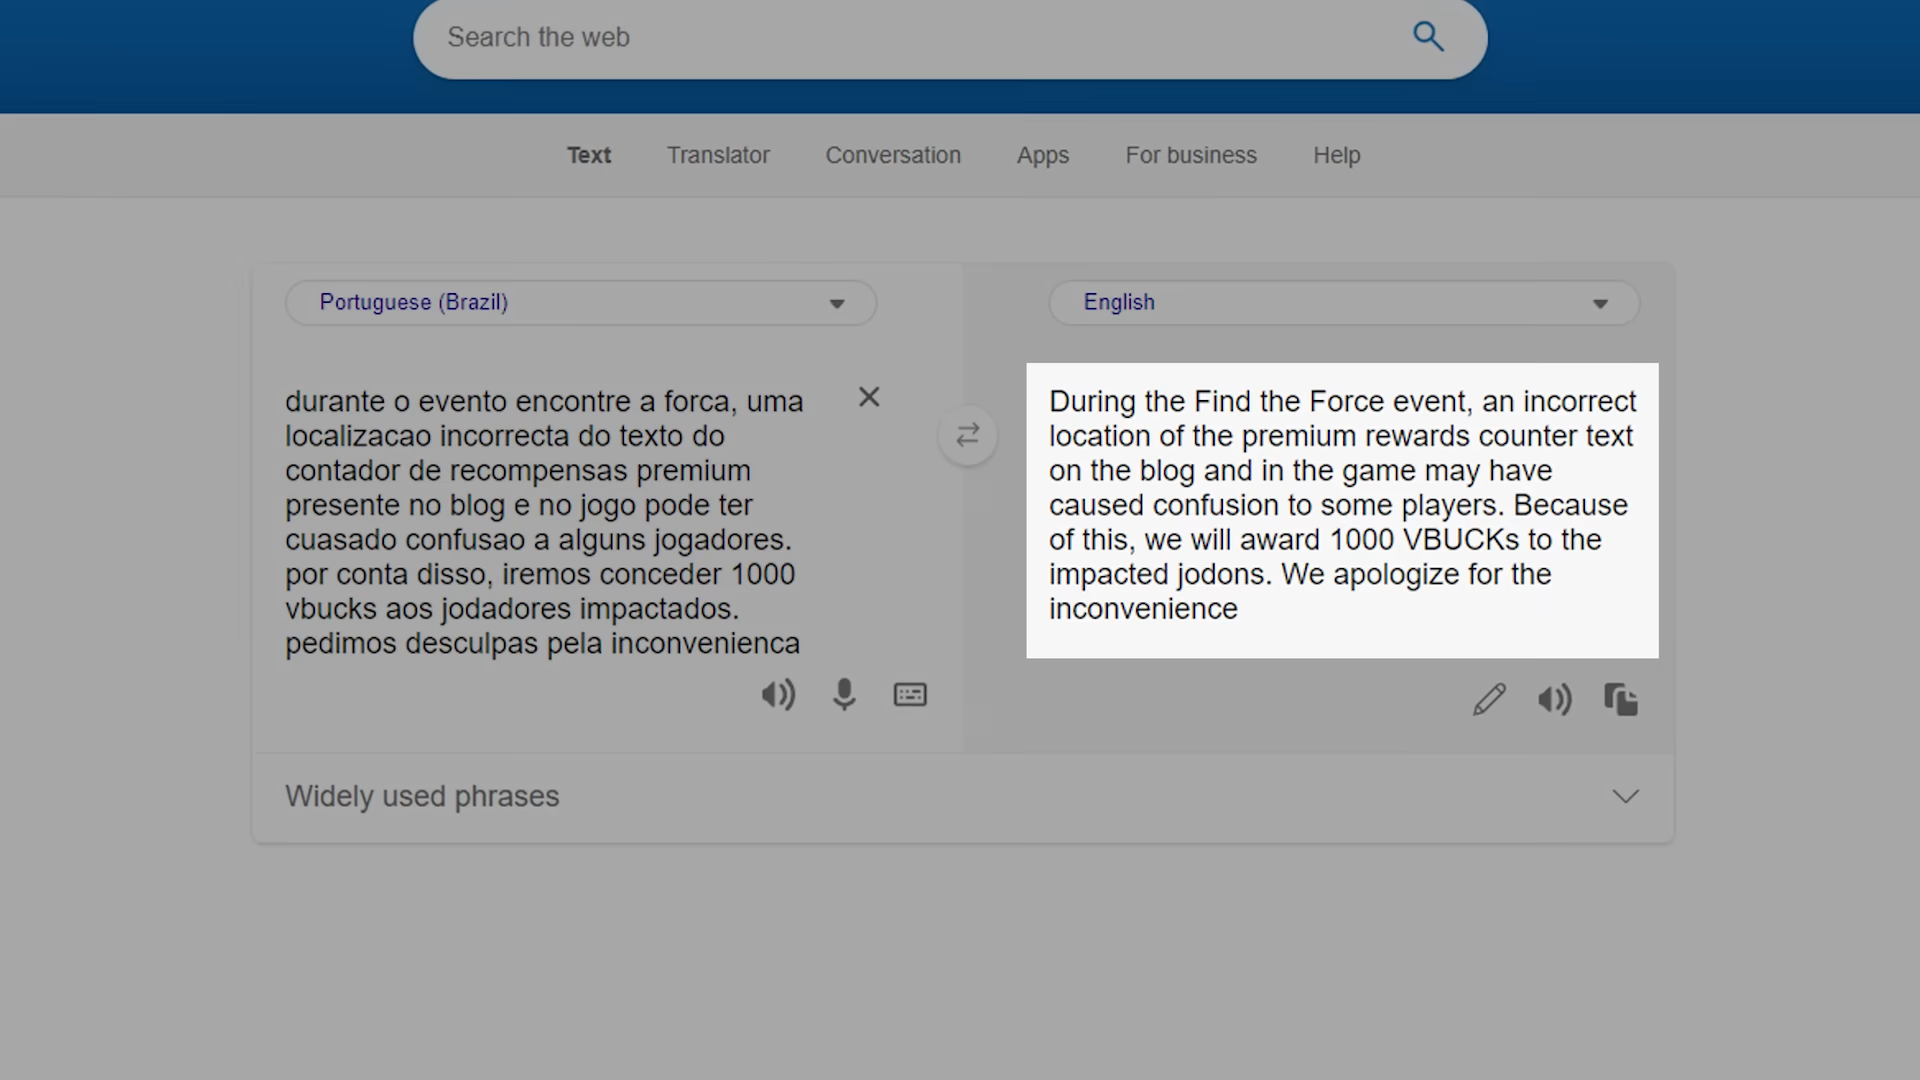 Search the web
Text Translator Conversation Apps For business Help
Portuguese (Brazil)
English
durante o evento encontre a forca, uma
localizacao incorrecta do texto do
contador de recompensas premium
presente no blog e no jogo pode ter
cuasado confusao a alguns jogadores.
por conta disso, iremos conceder 1000
vbucks aos jodadores impactados.
pedimos desculpas pela inconvenienca
During the Find the Force event, an incorrect
location of the premium rewards counter text
on the blog and in the game may have
caused confusion to some players. Because
of this, we will award 1000 VBUCKs to the
impacted jodons. We apologize for the
inconvenience
Widely used phrases